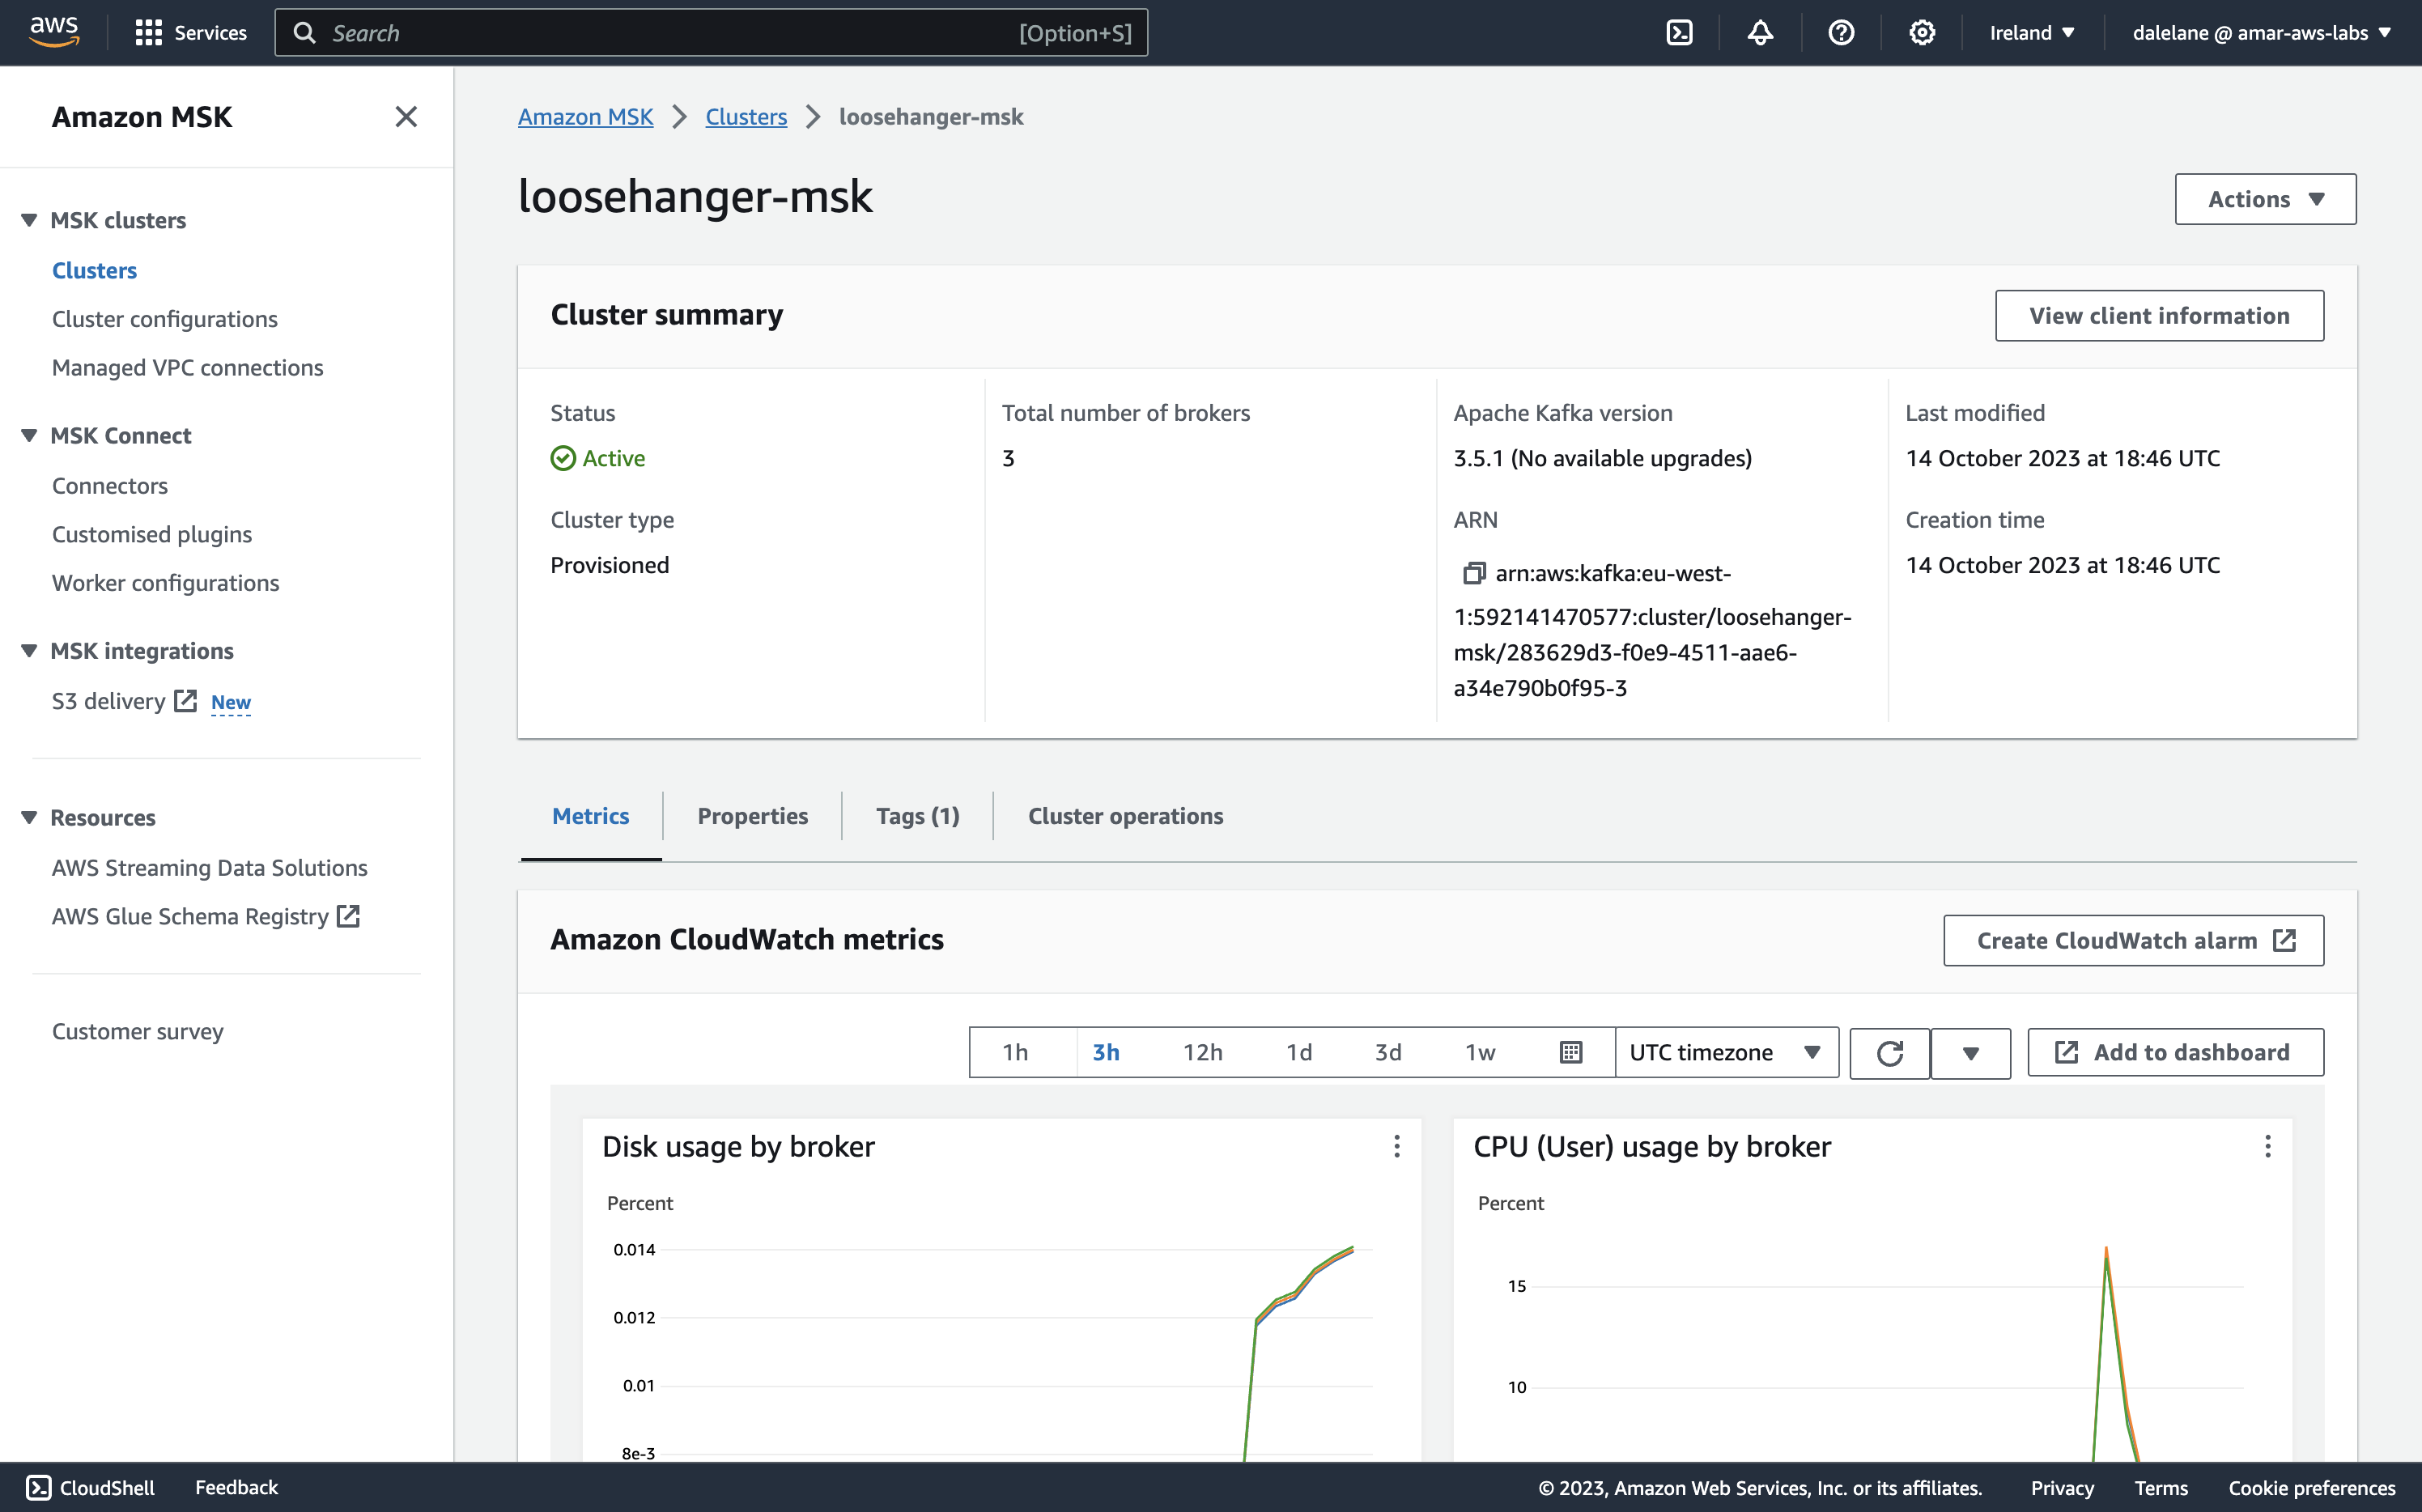 aws
Services
Search
[Option+S]
Ireland
dalelane @ amar-aws-labs
Amazon MSK
MSK clusters
Clusters
Cluster configurations
Managed VPC connections
MSK Connect
Connectors
Customised plugins
Worker configurations
MSK integrations
S3 delivery New
Resources
AWS Streaming Data Solutions
AWS Glue Schema Registry
Customer survey
Amazon MSK > Clusters > loosehanger-msk
loosehanger-msk
Actions
Cluster summary
View client information
Status
Active
Cluster type
Provisioned
Total number of brokers
3
Apache Kafka version
3.5.1 (No available upgrades)
ARN
arn:aws:kafka:eu-west-
1:592141470577:cluster/loosehanger-
msk/283629d3-f0e9-4511-aae6-
a34e790b0f95-3
Last modified
14 October 2023 at 18:46 UTC
Creation time
14 October 2023 at 18:46 UTC
Metrics
Properties
Tags (1)
Cluster operations
Amazon CloudWatch metrics
Create CloudWatch alarm
1h
3h
12h
1d
3d
1w
UTC timezone
Add to dashboard
Disk usage by broker
Percent
0.014
0.012
0.01
8e-3
CPU (User) usage by broker
Percent
15
10
CloudShell
Feedback
© 2023, Amazon Web Services, Inc. or its affiliates.
Privacy
Terms
Cookie preferences